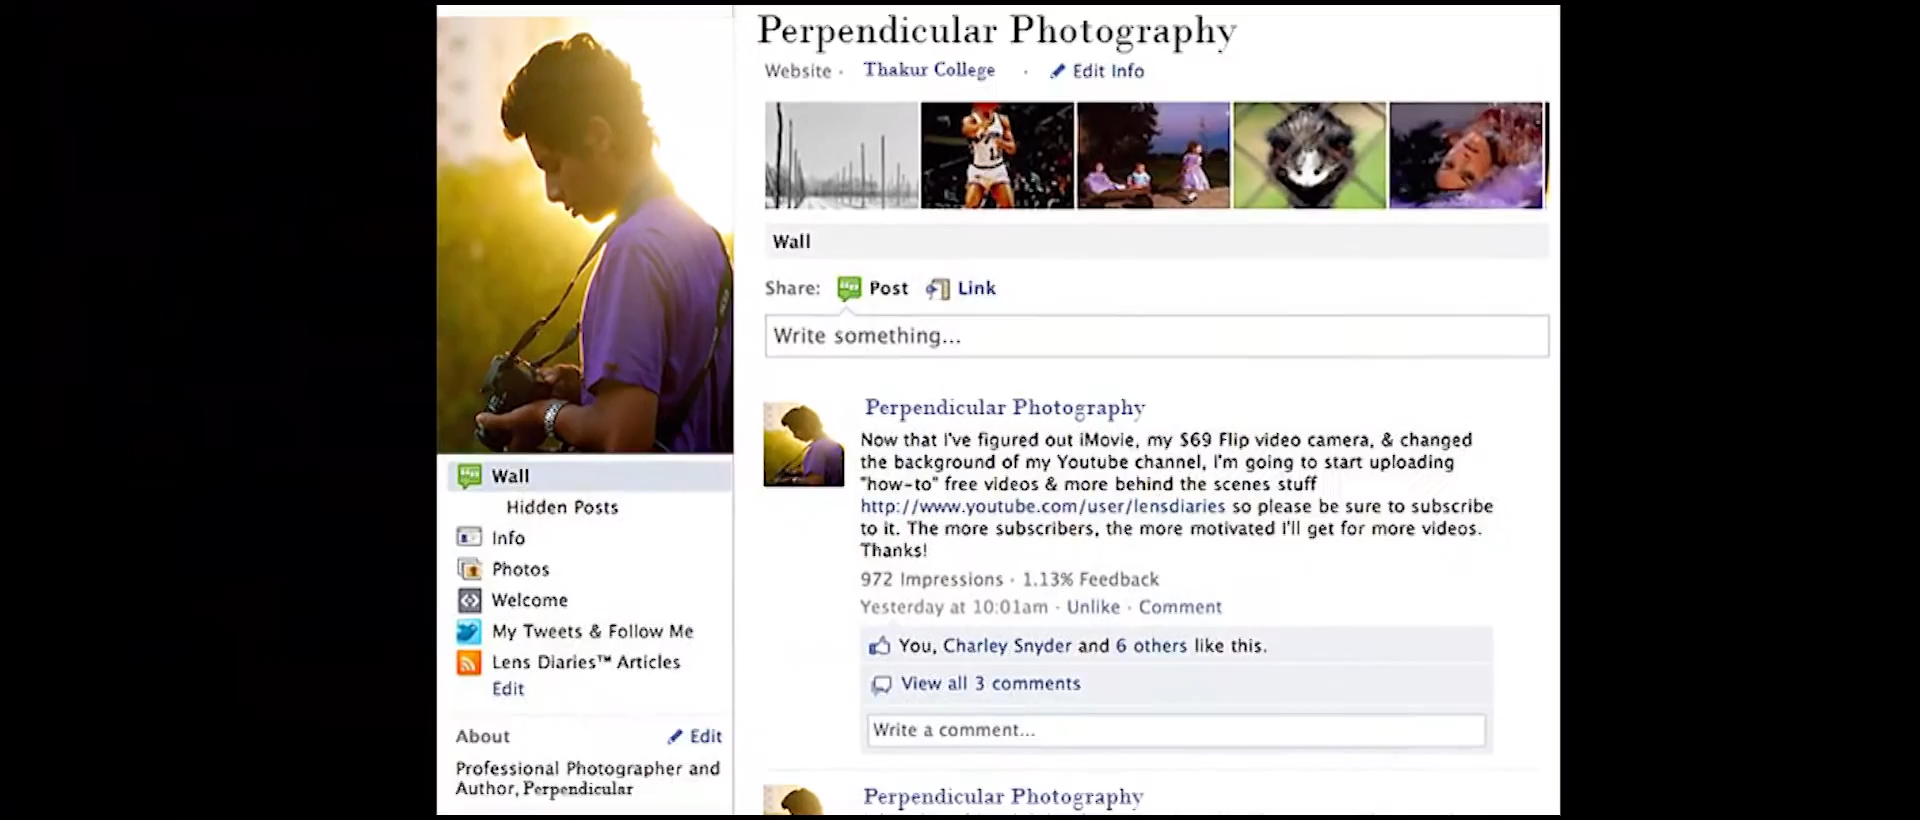 Perpendicular Photography
Website · Thakur College · Edit Info
Wall
Share: Post Link
Write something...
Perpendicular Photography
Now that I've figured out iMovie, my $69 Flip video camera, & changed
the background of my Youtube channel, I'm going to start uploading
"how-to" free videos & more behind the scenes stuff
http://www.youtube.com/user/lensdiaries so please be sure to subscribe
to it. The more subscribers, the more motivated I'll get for more videos.
Thanks!
972 Impressions · 1.13% Feedback
Yesterday at 10:01am · Unlike · Comment
You, Charley Snyder and 6 others like this.
View all 3 comments
Write a comment...
Perpendicular Photography
Wall
Hidden Posts
Info
Photos
Welcome
My Tweets & Follow Me
Lens Diaries™ Articles
Edit
About Edit
Professional Photographer and
Author, Perpendicular